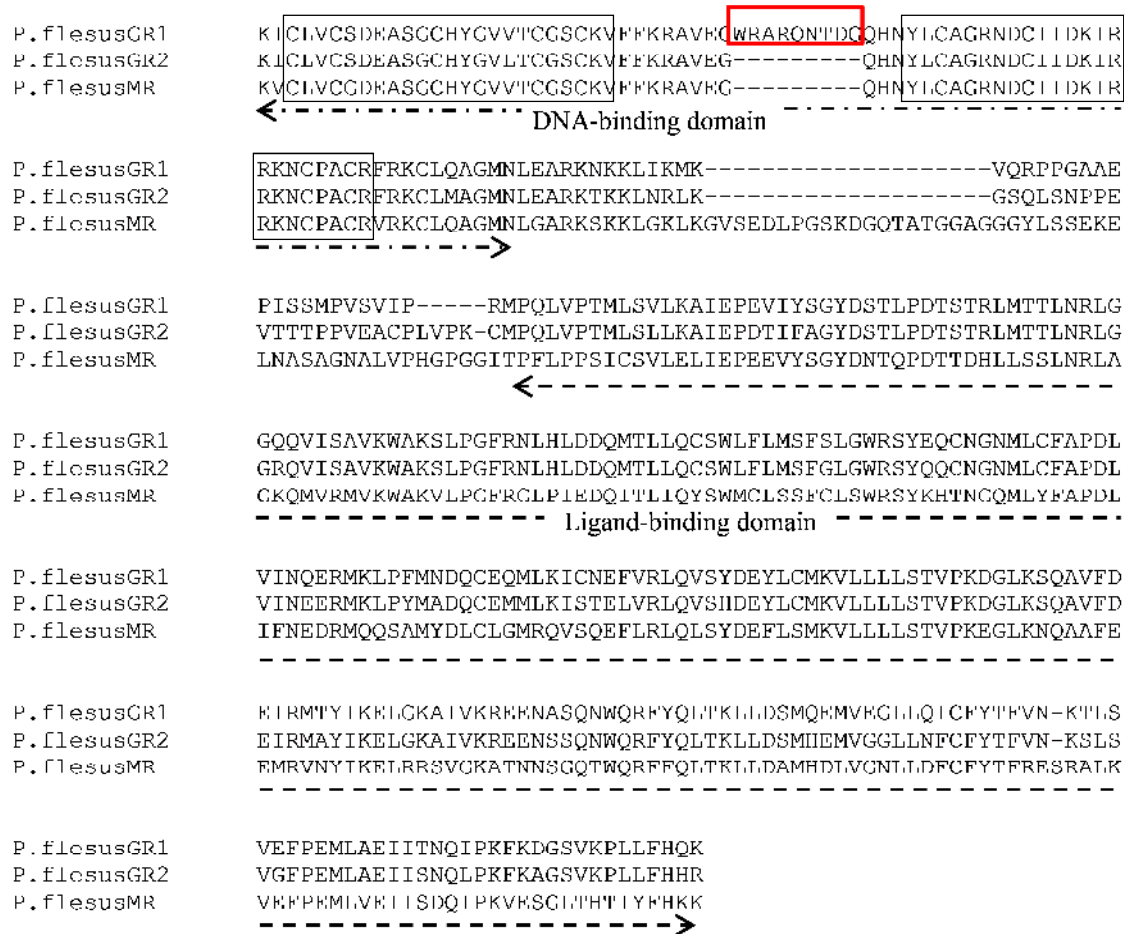 P.flesusGR1 KICLVCSDEASGCHYGVVTCGSCKVFFKRAVEGWRARQNTDGQHNYLCAGRNDCIIDKIR
P.flesusGR2 KICLVCSDEASGCHYGVLTCGSCKVFFKRAVEG---------QHNYLCAGRNDCIIDKIR
P.flesusMR KVCLVCGDEASGCHYGVVTCGSCKVFFKRAVEG---------QHNYLCAGRNDCIIDKIR
DNA-binding domain
P.flesusGR1 RKNCPACRFRKCLQAGMNLEARKNKKLIKMK--------------------VQRPPGAAE
P.flesusGR2 RKNCPACRFRKCLMAGMNLEARKTKKLNRLK--------------------GSQLSNPPE
P.flesusMR RKNCPACRVRKCLQAGMNLGARKSKKLGKLKGVSEDLPGSKDGQTATGGAGGGYLSSEKE
P.flesusGR1 PISSMPVSVIP-----RMPQLVPTMLSVLKAIEPEVIYSGYDSTLPDTSTRLMTTLNRLG
P.flesusGR2 VTTTPPVEACPLVPK-CMPQLVPTMLSLLKAIEPDTIFAGYDSTLPDTSTRLMTTLNRLG
P.flesusMR LNASAGNALVPHGPGGITPFLPPSICSVLELIEPEEVYSGYDNTQPDTTDHLLSSLNRLA
P.flesusGR1 GQQVISAVKWAKSLPGFRNLHLDDQMTLLQCSWLFLMSFSLGWRSYEQCNGNMLCFAPDL
P.flesusGR2 GRQVISAVKWAKSLPGFRNLHLDDQMTLLQCSWLFLMSFGLGWRSYQQCNGNMLCFAPDL
P.flesusMR GKQMVRMVKWAKVLPGFRGLPIEDQITLIQYSWMCLSSFCLSWRSYKHTNGQMLYFAPDL
Ligand-binding domain
P.flesusGR1 VINQERMKLPFMNDQCEQMLKICNEFVRLQVSYDEYLCMKVLLLLSTVPKDGLKSQAVFD
P.flesusGR2 VINEERMKLPYMADQCEMMLKISTELVRLQVSHDEYLCMKVLLLLSTVPKDGLKSQAVFD
P.flesusMR IFNEDRMQQSAMYDLCLGMRQVSQEFLRLQLSYDEFLSMKVLLLLSTVPKEGLKNQAAFE
P.flesusGR1 EIRMTYIKELGKAIVKREENASQNWQRFYQLTKLLDSMQEMVEGLLQICFYTFVN-KTLS
P.flesusGR2 EIRMAYIKELGKAIVKREENSSQNWQRFYQLTKLLDSMHEMVGGLLNFCFYTFVN-KSLS
P.flesusMR EMRVNYIKELRRSVGKATNNSGQTWQRFFQLTKLLDAMHDLVGNLLDFCFYTFRESRALK
P.flesusGR1 VEFPEMLAEIITNQIPKFKDGSVKPLLFHQK
P.flesusGR2 VGFPEMLAEIISNQLPKFKAGSVKPLLFHHR
P.flesusMR VEFPEMLVEIISDQIPKVESGLTHTIYFHKK